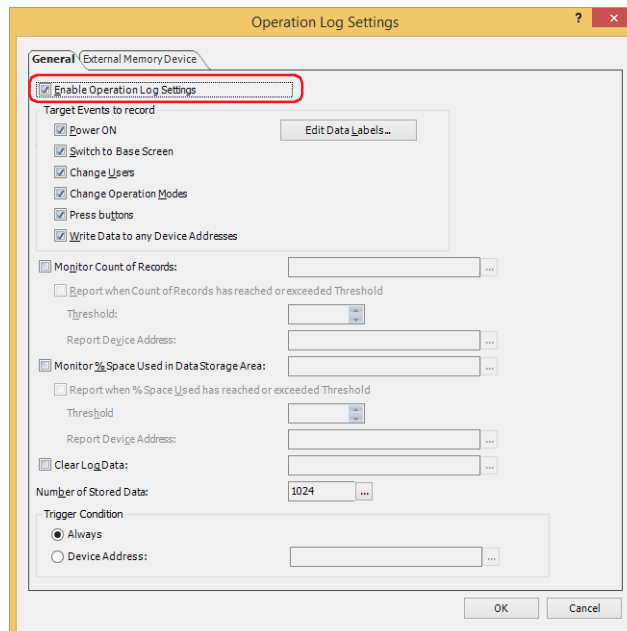 Operation Log Settings
? ×
General External Memory Device
Enable Operation Log Settings
Target Events to record
Power ON Edit Data Labels...
Switch to Base Screen
Change Users
Change Operation Modes
Press buttons
Write Data to any Device Addresses
Monitor Count of Records: ...
Report when Count of Records has reached or exceeded Threshold
Threshold:
Report Device Address: ...
Monitor % Space Used in Data Storage Area: ...
Report when % Space Used has reached or exceeded Threshold
Threshold
Report Device Address: ...
Clear Log Data: ...
Number of Stored Data: 1024 ...
Trigger Condition
Always
Device Address: ...
OK Cancel